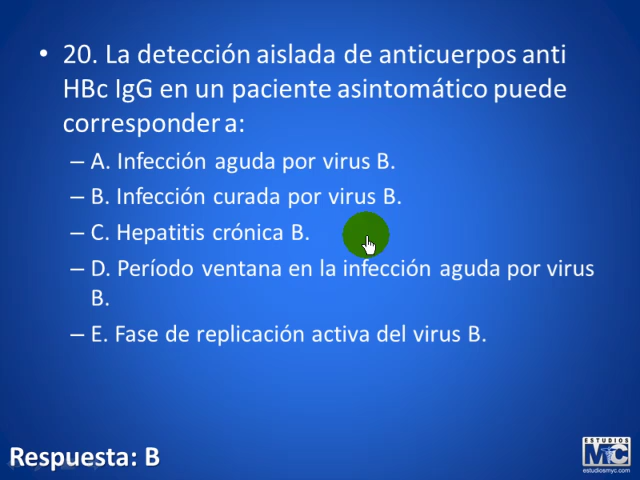 • 20. La detección aislada de anticuerpos anti
HBc IgG en un paciente asintomático puede
corresponder a:
– A. Infección aguda por virus B.
– B. Infección curada por virus B.
– C. Hepatitis crónica B.
– D. Período ventana en la infección aguda por virus
B.
– E. Fase de replicación activa del virus B.
Respuesta: B
ESTUDIOS
MyC
estudiosmyc.com